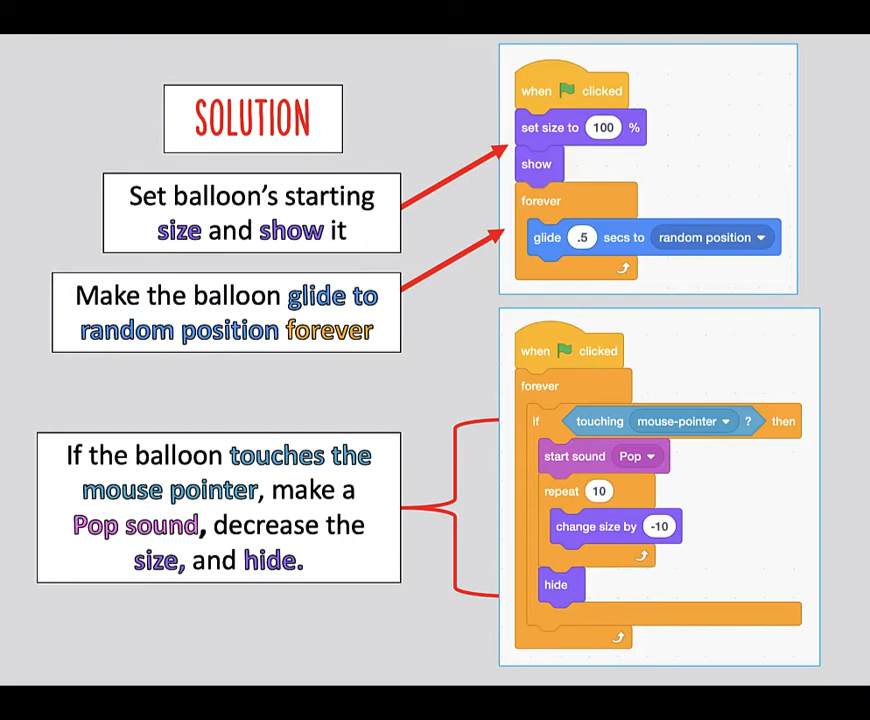 SOLUTION
Set balloon's starting
size and show it
Make the balloon glide to
random position forever
If the balloon touches the
mouse pointer, make a
Pop sound, decrease the
size, and hide.
when clicked
set size to 100 %
show
forever
glide .5 secs to random position
when clicked
forever
if touching mouse-pointer ? then
start sound Pop
repeat 10
change size by -10
hide